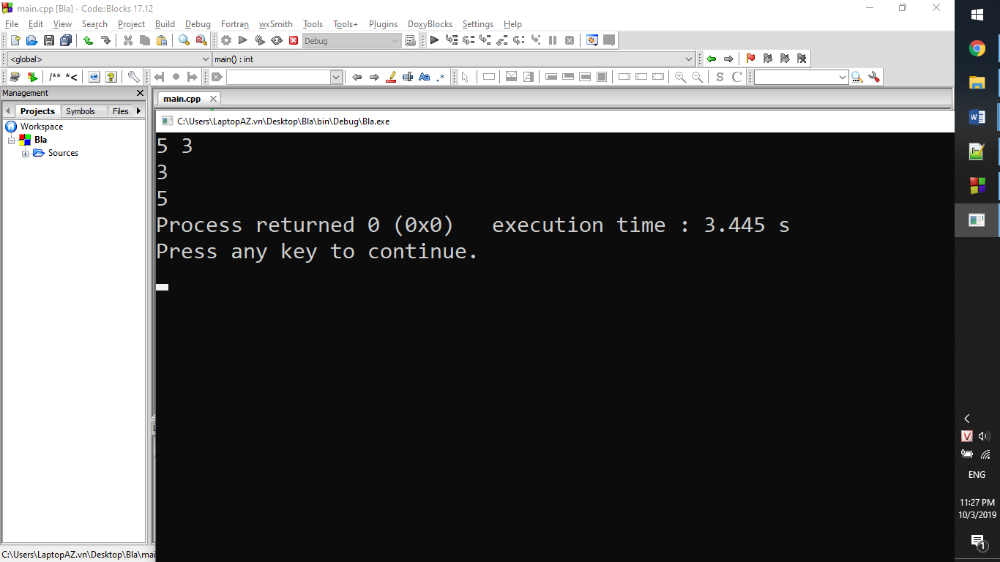 main.cpp [Bla] - Code::Blocks 17.12
File Edit View Search Project Build Debug Fortran wxSmith Tools Tools+ Plugins DoxyBlocks Settings Help
Debug
<global> main() : int
/** *<
Aa .*
S C
Management
main.cpp
Projects Symbols Files
C:\Users\LaptopAZ.vn\Desktop\Bla\bin\Debug\Bla.exe
Workspace
Bla
Sources
5 3
3
5
Process returned 0 (0x0)   execution time : 3.445 s
Press any key to continue.
ENG
11:27 PM
10/3/2019
1
C:\Users\LaptopAZ.vn\Desktop\Bla\mai